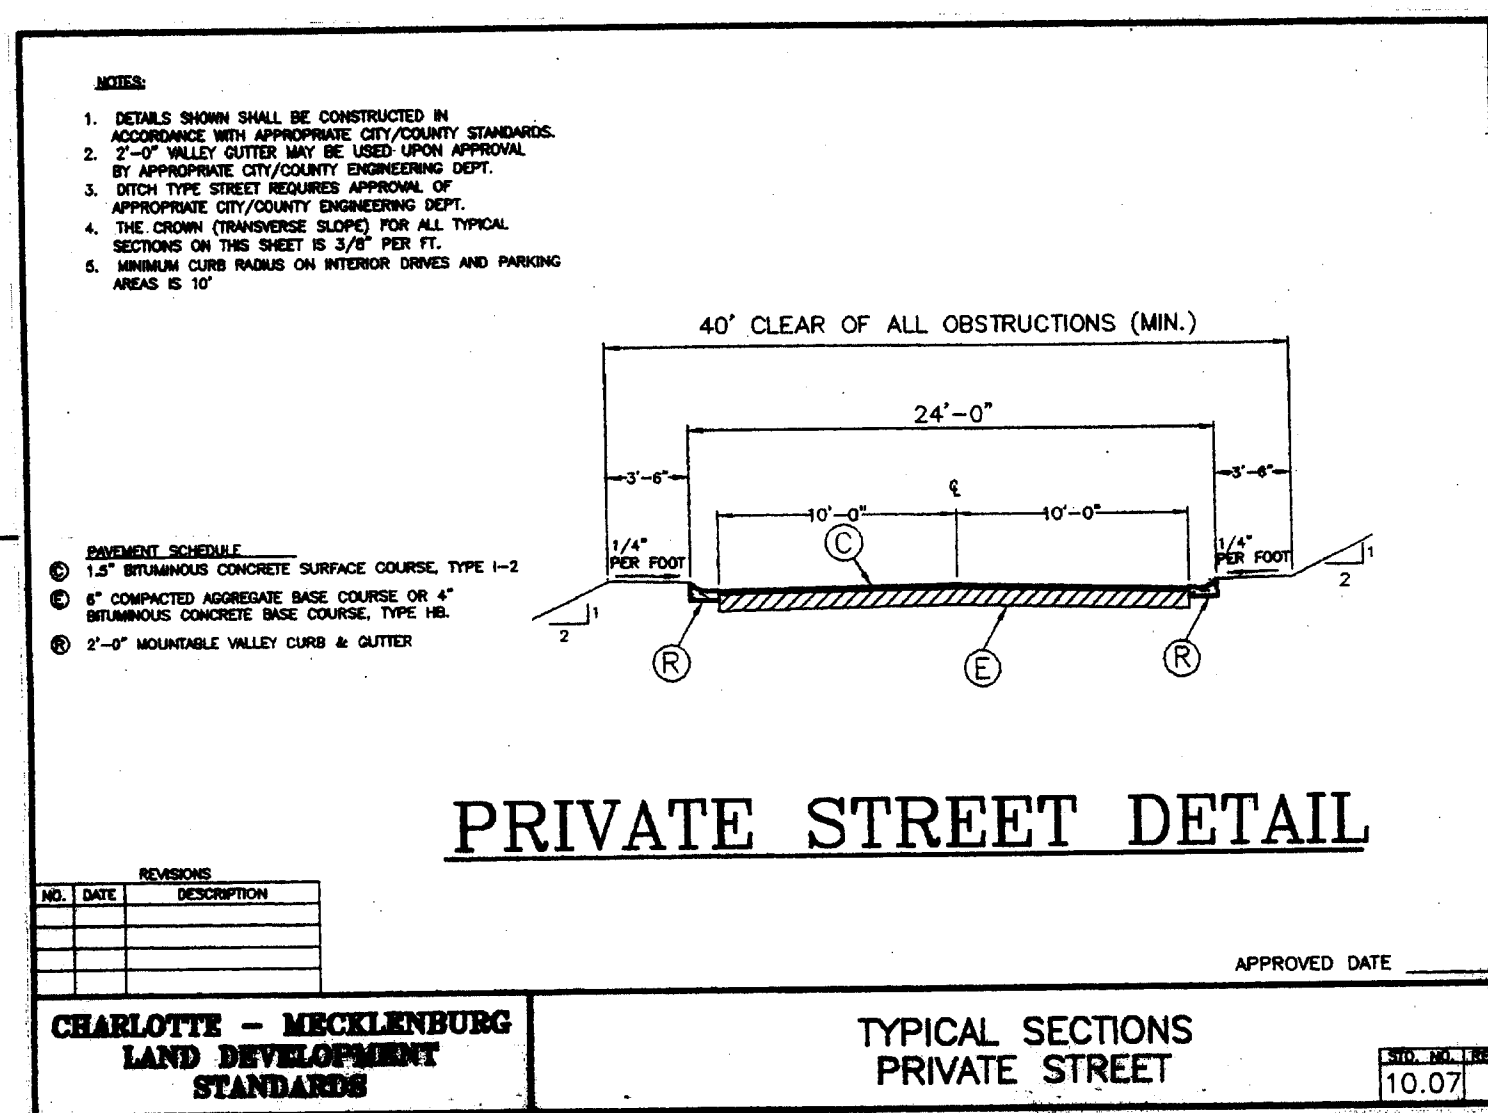 NOTES:
1. DETAILS SHOWN SHALL BE CONSTRUCTED IN
ACCORDANCE WITH APPROPRIATE CITY/COUNTY STANDARDS.
2. 2'-0" VALLEY GUTTER MAY BE USED UPON APPROVAL
BY APPROPRIATE CITY/COUNTY ENGINEERING DEPT.
3. DITCH TYPE STREET REQUIRES APPROVAL OF
APPROPRIATE CITY/COUNTY ENGINEERING DEPT.
4. THE CROWN (TRANSVERSE SLOPE) FOR ALL TYPICAL
SECTIONS ON THIS SHEET IS 3/8" PER FT.
5. MINIMUM CURB RADIUS ON INTERIOR DRIVES AND PARKING
AREAS IS 10'
40' CLEAR OF ALL OBSTRUCTIONS (MIN.)
24'-0"
3'-6"
3'-6"
℄
10'-0"
10'-0"
1/4"
PER FOOT
C
1/4"
PER FOOT
1
2
1
2
R
E
R
PAVEMENT SCHEDULE
C 1.5" BITUMINOUS CONCRETE SURFACE COURSE, TYPE I-2
E 6" COMPACTED AGGREGATE BASE COURSE OR 4"
BITUMINOUS CONCRETE BASE COURSE, TYPE HB.
R 2'-0" MOUNTABLE VALLEY CURB & GUTTER
PRIVATE STREET DETAIL
REVISIONS
NO. DATE DESCRIPTION
APPROVED DATE
CHARLOTTE - MECKLENBURG
LAND DEVELOPMENT
STANDARDS
TYPICAL SECTIONS
PRIVATE STREET
STD. NO. RE
10.07